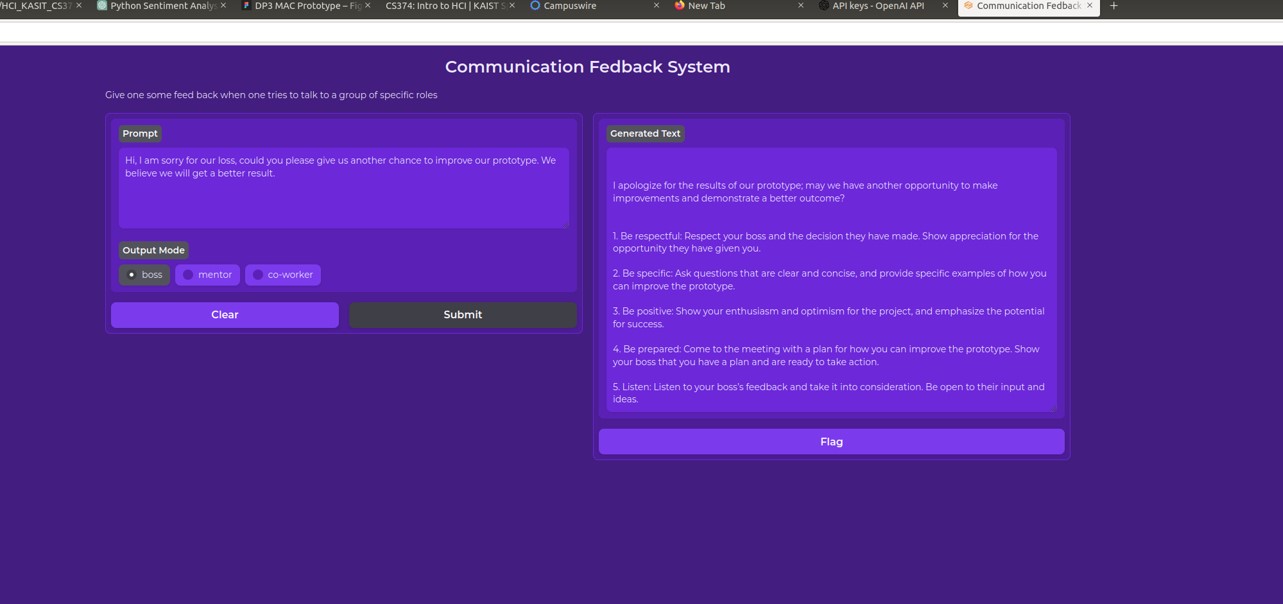 /HCI_KASIT_CS37
Python Sentiment Analys
DP3 MAC Prototype – Fig
CS374: Intro to HCI | KAIST S
Campuswire
New Tab
API keys - OpenAI API
Communication Fedback
Communication Fedback System
Give one some feed back when one tries to talk to a group of specific roles
Prompt
Hi, I am sorry for our loss, could you please give us another chance to improve our prototype. We
believe we will get a better result.
Output Mode
boss
mentor
co-worker
Clear
Submit
Generated Text
I apologize for the results of our prototype; may we have another opportunity to make
improvements and demonstrate a better outcome?
1. Be respectful: Respect your boss and the decision they have made. Show appreciation for the
opportunity they have given you.
2. Be specific: Ask questions that are clear and concise, and provide specific examples of how you
can improve the prototype.
3. Be positive: Show your enthusiasm and optimism for the project, and emphasize the potential
for success.
4. Be prepared: Come to the meeting with a plan for how you can improve the prototype. Show
your boss that you have a plan and are ready to take action.
5. Listen: Listen to your boss's feedback and take it into consideration. Be open to their input and
ideas.
Flag